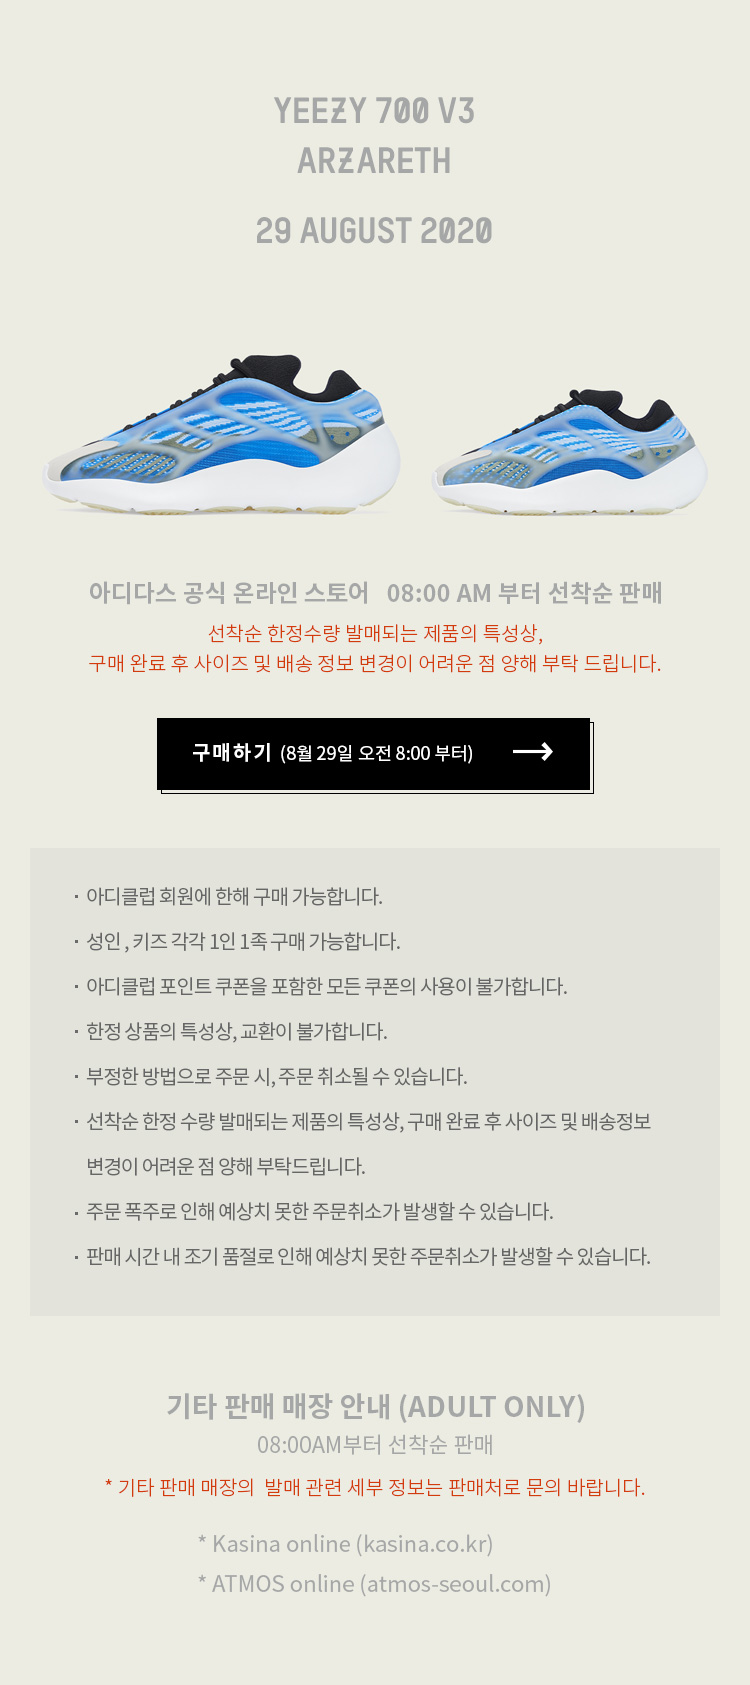 YEEZY 700 V3
ARZARETH
29 AUGUST 2020
아디다스 공식 온라인 스토어 08:00 AM 부터 선착순 판매
선착순 한정수량 발매되는 제품의 특성상,
구매 완료 후 사이즈 및 배송 정보 변경이 어려운 점 양해 부탁 드립니다.
구매하기 (8월 29일 오전 8:00 부터) →
· 아디클럽 회원에 한해 구매 가능합니다.
· 성인 , 키즈 각각 1인 1족 구매 가능합니다.
· 아디클럽 포인트 쿠폰을 포함한 모든 쿠폰의 사용이 불가합니다.
· 한정 상품의 특성상, 교환이 불가합니다.
· 부정한 방법으로 주문 시, 주문 취소될 수 있습니다.
· 선착순 한정 수량 발매되는 제품의 특성상, 구매 완료 후 사이즈 및 배송정보
변경이 어려운 점 양해 부탁드립니다.
· 주문 폭주로 인해 예상치 못한 주문취소가 발생할 수 있습니다.
· 판매 시간 내 조기 품절로 인해 예상치 못한 주문취소가 발생할 수 있습니다.
기타 판매 매장 안내 (ADULT ONLY)
08:00AM부터 선착순 판매
* 기타 판매 매장의 발매 관련 세부 정보는 판매처로 문의 바랍니다.
* Kasina online (kasina.co.kr)
* ATMOS online (atmos-seoul.com)